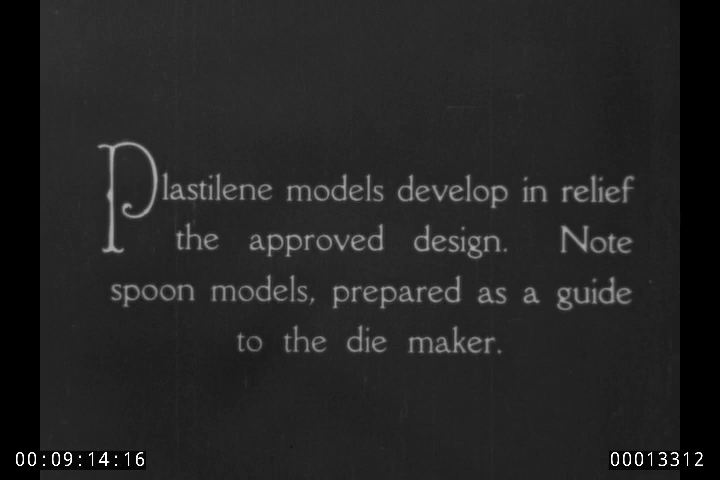 Plastilene models develop in relief
the approved design. Note
spoon models, prepared as a guide
to the die maker.
00:09:14:16
00013312